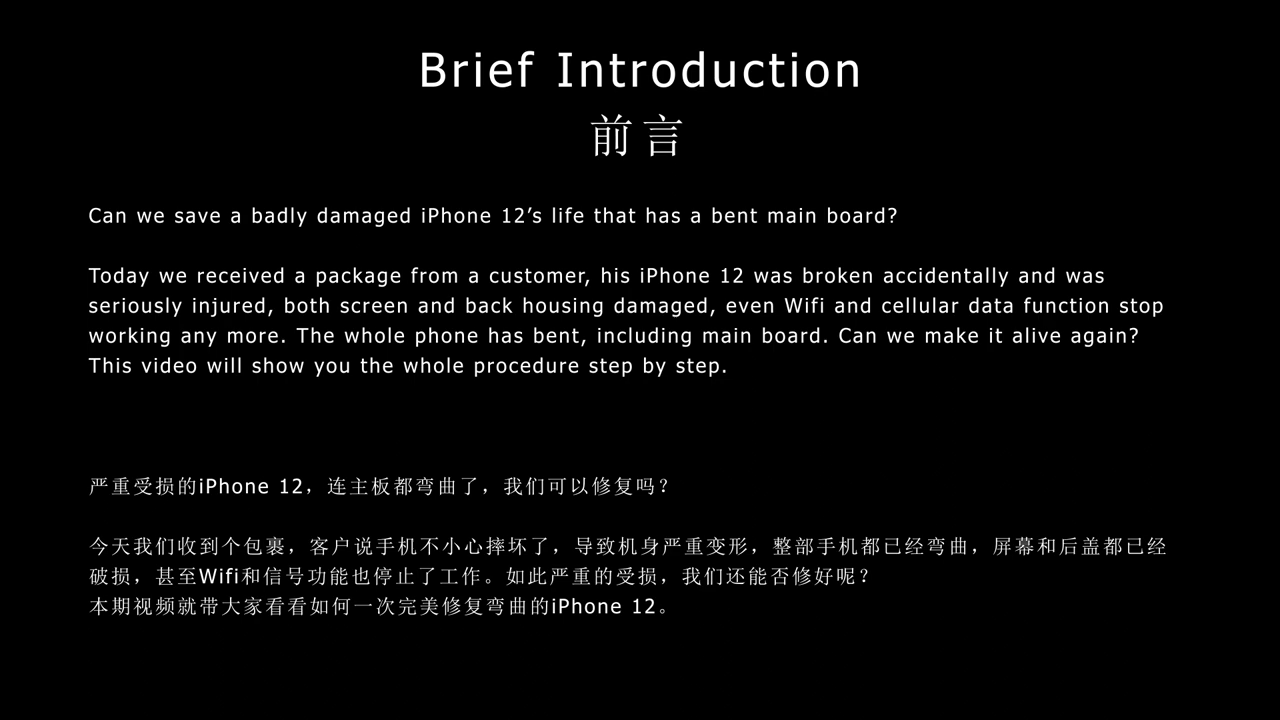 Brief Introduction
前言
Can we save a badly damaged iPhone 12’s life that has a bent main board?
Today we received a package from a customer, his iPhone 12 was broken accidentally and was
seriously injured, both screen and back housing damaged, even Wifi and cellular data function stop
working any more. The whole phone has bent, including main board. Can we make it alive again?
This video will show you the whole procedure step by step.
严重受损的iPhone 12，连主板都弯曲了，我们可以修复吗？
今天我们收到个包裹，客户说手机不小心摔坏了，导致机身严重变形，整部手机都已经弯曲，屏幕和后盖都已经
破损，甚至Wifi和信号功能也停止了工作。如此严重的受损，我们还能否修好呢？
本期视频就带大家看看如何一次完美修复弯曲的iPhone 12。